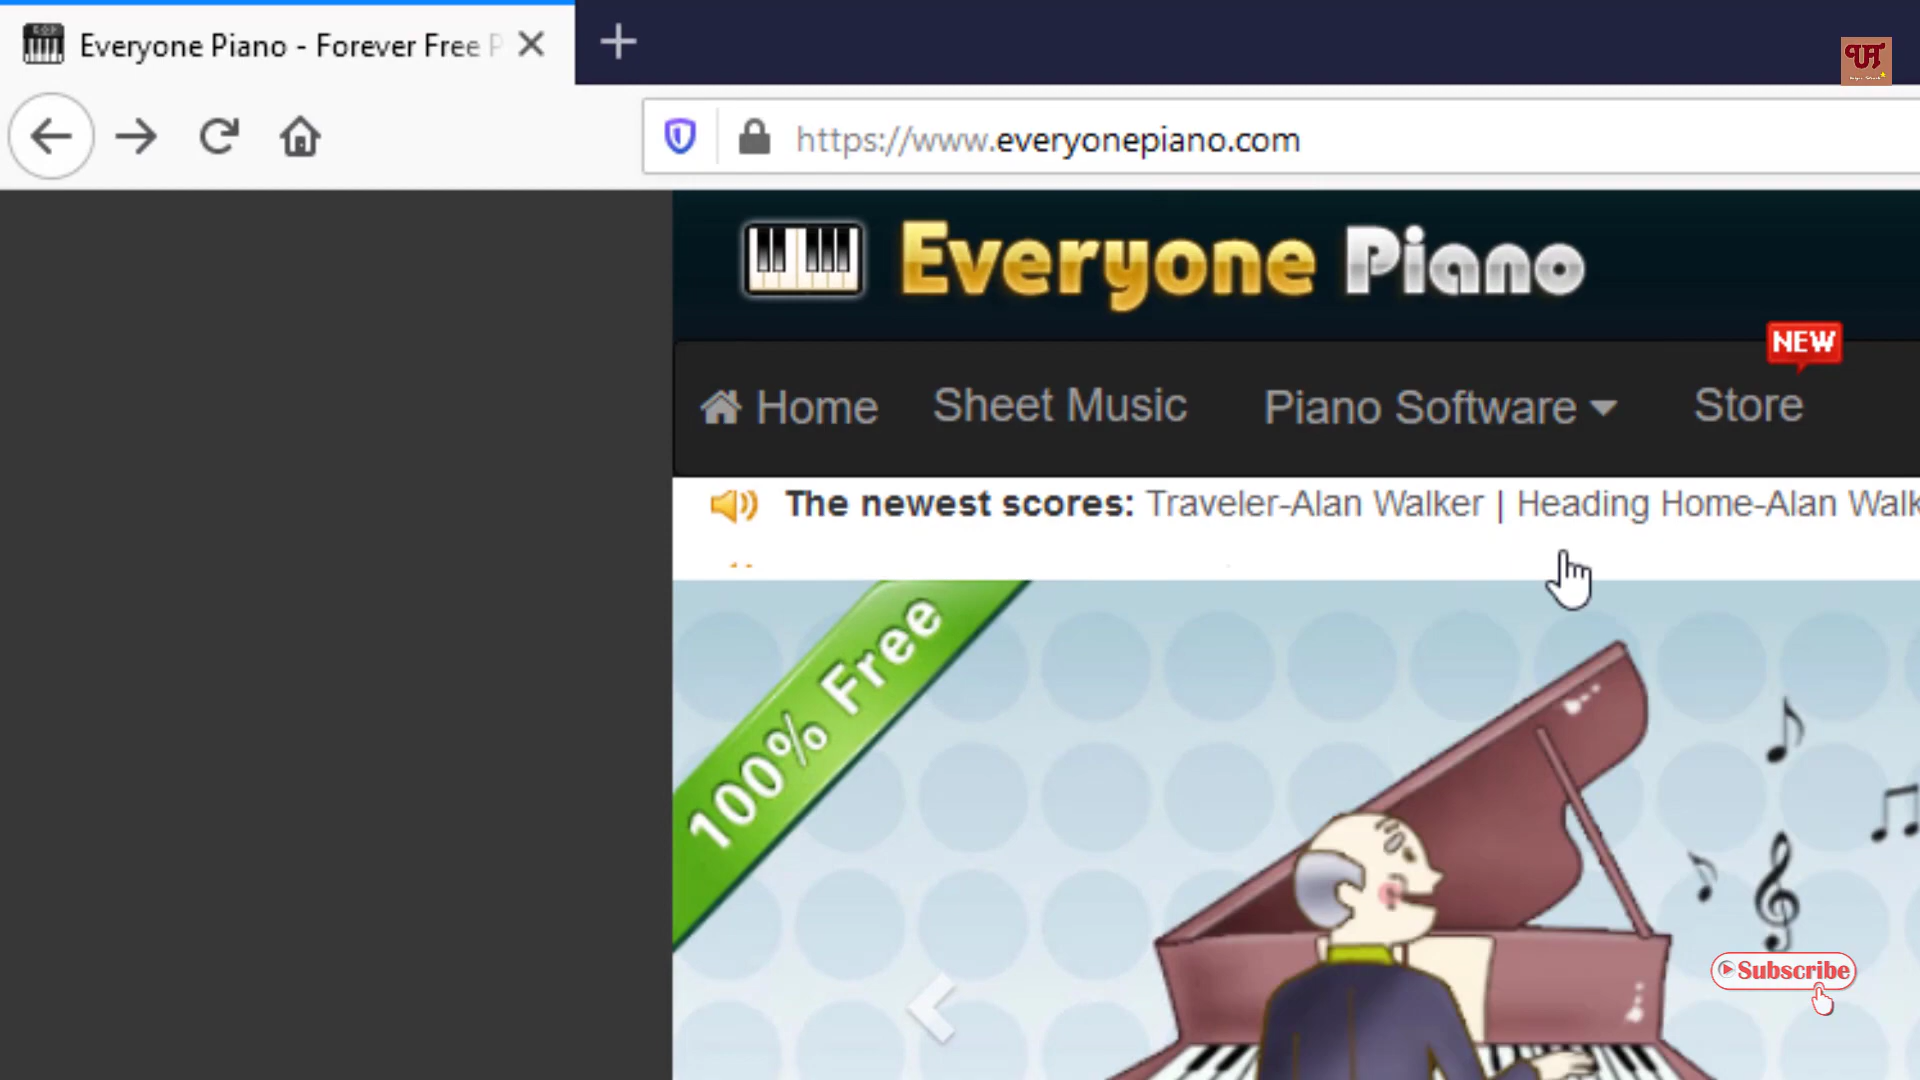 Everyone Piano - Forever Free P
https://www.everyonepiano.com
Everyone Piano
NEW
Home Sheet Music Piano Software Store
The newest scores: Traveler-Alan Walker | Heading Home-Alan Walk
100% Free
Subscribe